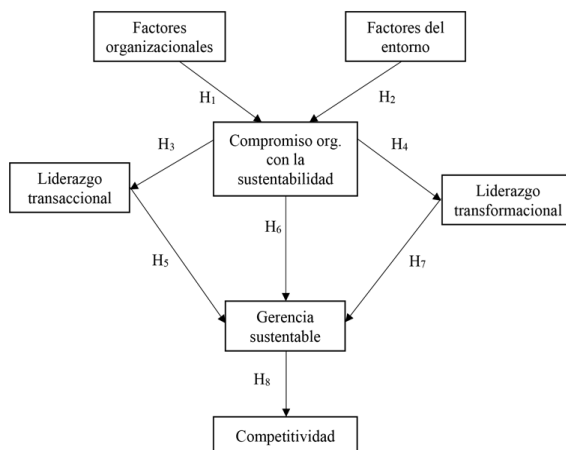 Factores
organizacionales
Factores del
entorno
H1
H2
Compromiso org.
con la
sustentabilidad
H3
H4
Liderazgo
transaccional
Liderazgo
transformacional
H6
H5
H7
Gerencia
sustentable
H8
Competitividad